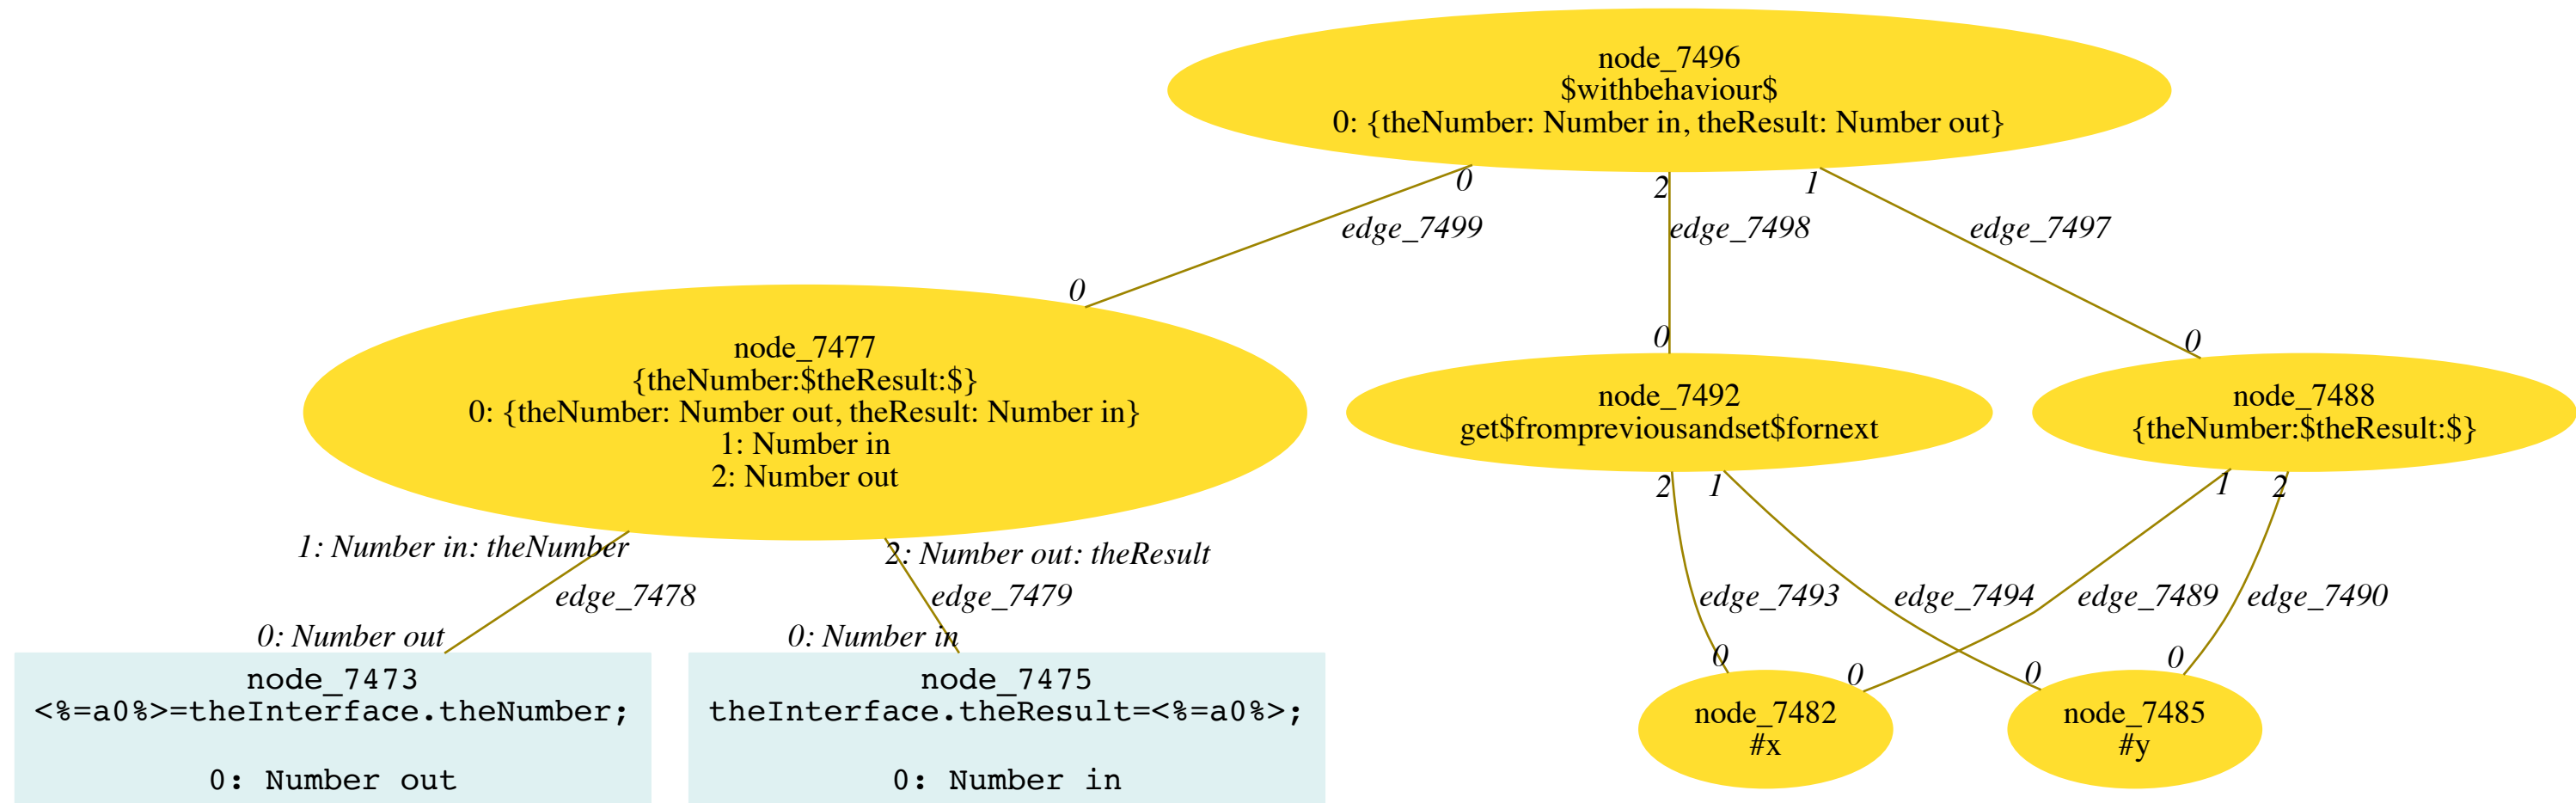 node_7496
$withbehaviour$
0: {theNumber: Number in, theResult: Number out}
0
2
1
edge_7499
edge_7498
edge_7497
0
0
0
node_7477
{theNumber:$theResult:$}
0: {theNumber: Number out, theResult: Number in}
1: Number in
2: Number out
node_7492
get$frompreviousandset$fornext
node_7488
{theNumber:$theResult:$}
1: Number in: theNumber
2: Number out: theResult
2
1
1
2
edge_7478
edge_7479
edge_7493
edge_7494
edge_7489
edge_7490
0: Number out
0: Number in
0
0
0
0
node_7473
<%=a0%>=theInterface.theNumber;
0: Number out
node_7475
theInterface.theResult=<%=a0%>;
0: Number in
node_7482
#x
node_7485
#y